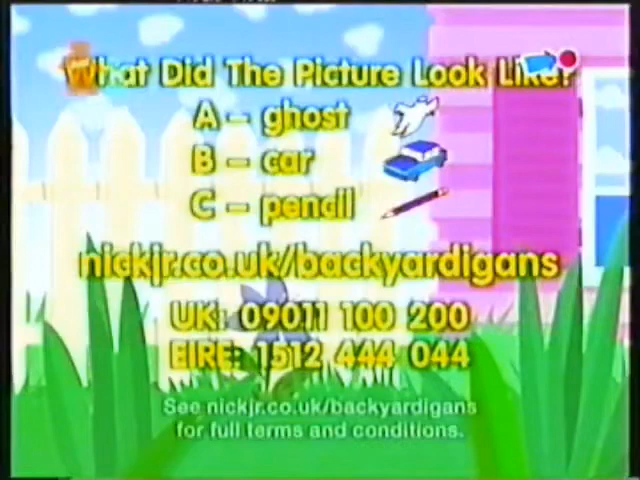 What Did The Picture Look Like?
A – ghost
B – car
C – pencil
nickjr.co.uk/backyardigans
UK: 09011 100 200
EIRE: 1512 444 044
See nickjr.co.uk/backyardigans
for full terms and conditions.